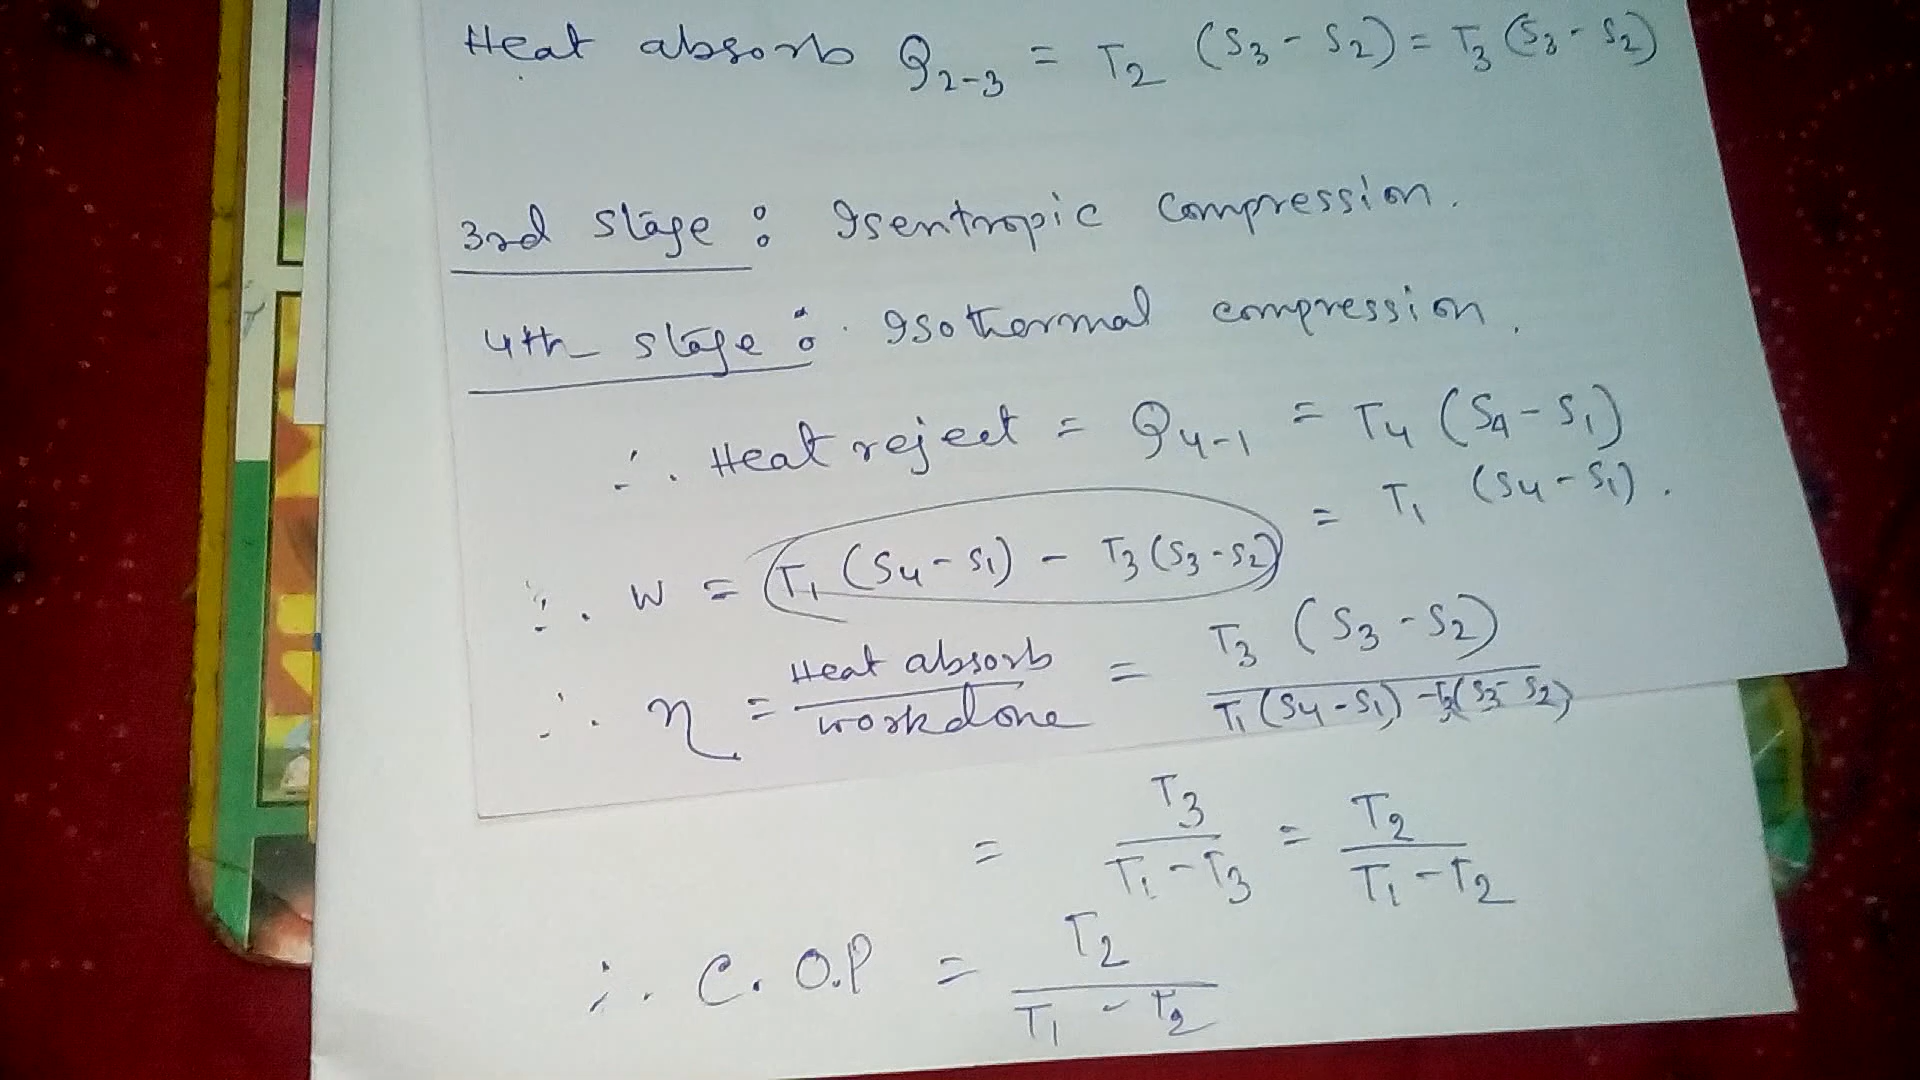 Heat absorb Q2-3 = T2 (S3 - S2) = T3 (S3 - S2)
3rd stage : Isentropic compression.
4th stage : Isothermal compression.
∴ Heat reject = Q4-1 = T4 (S4 - S1)
= T1 (S4 - S1).
∴ W = T1 (S4 - S1) - T3 (S3 - S2)
∴ η = Heat absorb / workdone = T3 (S3 - S2) / T1 (S4 - S1) - T3 (S3 - S2)
= T3 / T1 - T3 = T2 / T1 - T2
∴ C.O.P = T2 / T1 - T2